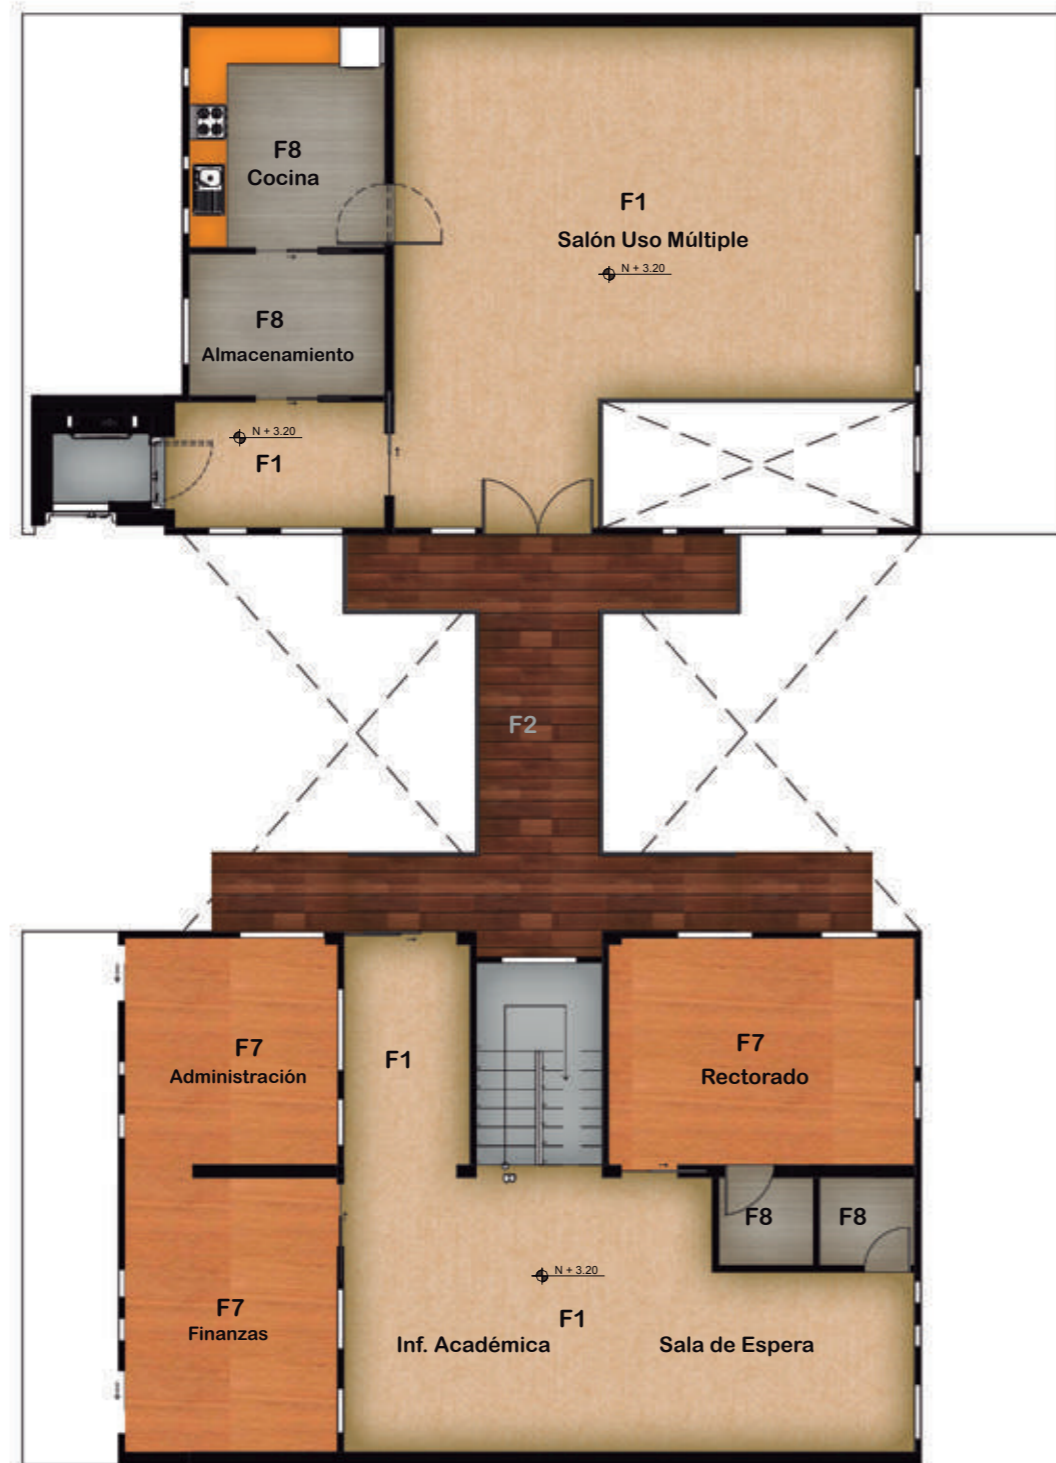 F8
Cocina
F1
Salón Uso Múltiple
N + 3.20
F8
Almacenamiento
N + 3.20
F1
F2
F7
Administración
F1
F7
Rectorado
F8
F8
N + 3.20
F7
Finanzas
F1
Inf. Académica
Sala de Espera